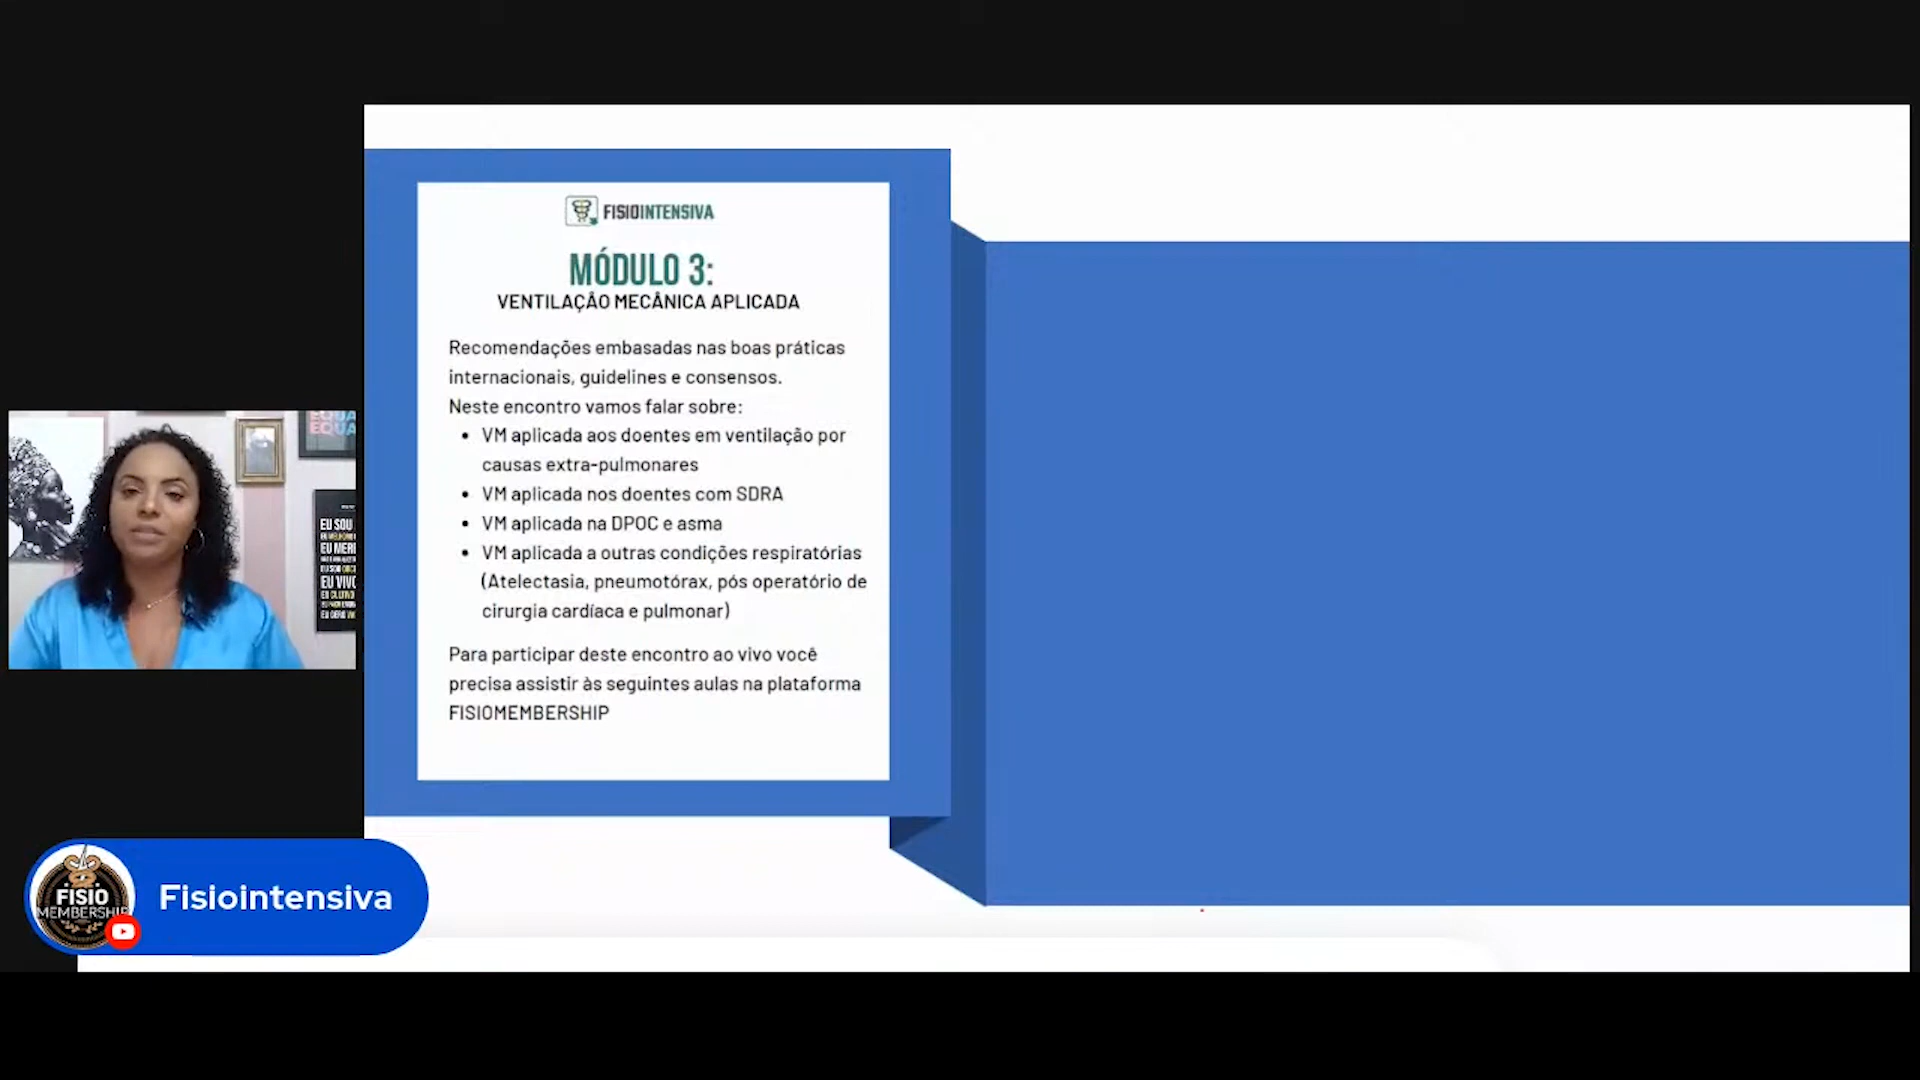 FISIOINTENSIVA
MÓDULO 3:
VENTILAÇÃO MECÂNICA APLICADA
Recomendações embasadas nas boas práticas
internacionais, guidelines e consensos.
Neste encontro vamos falar sobre:
• VM aplicada aos doentes em ventilação por
causas extra-pulmonares
• VM aplicada nos doentes com SDRA
• VM aplicada na DPOC e asma
• VM aplicada a outras condições respiratórias
(Atelectasia, pneumotórax, pós operatório de
cirurgia cardíaca e pulmonar)
Para participar deste encontro ao vivo você
precisa assistir às seguintes aulas na plataforma
FISIOMEMBERSHIP
EQUA
EQUA
EU SOU
EU MERE
EU VIVO
FISIO
MEMBERSHIP
Fisiointensiva